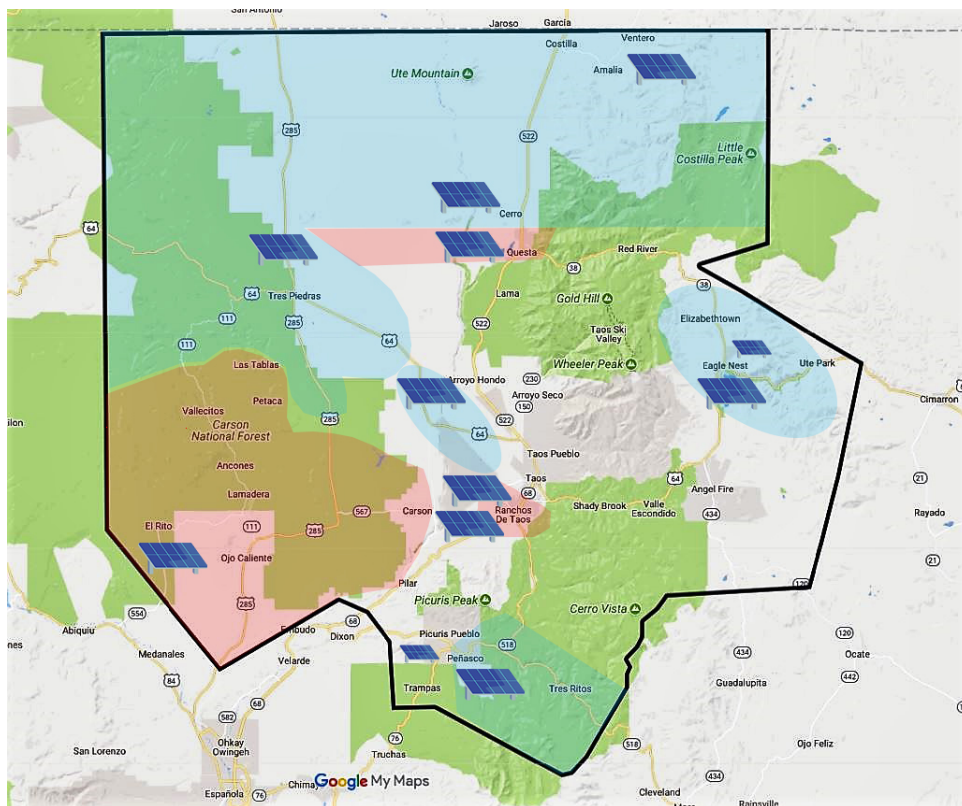 San Antonio
Jaroso
García
Ventero
Costilla
Amalia
Ute Mountain
285
522
Little
Costilla Peak
Cerro
64
Questa
Red River
38
38
Lama
Tres Piedras
64
285
111
Gold Hill
Elizabethtown
522
Taos Ski
Valley
111
64
Las Tablas
Wheeler Peak
Eagle Nest
Ute Park
Arroyo Hondo
230
Arroyo Seco
Petaca
150
Cimarron
Vallecitos
285
522
Carson
National Forest
64
Taos Pueblo
Ancones
Taos
64
21
Lamadera
68
Angel Fire
Shady Brook
Valle
Escondido
567
Carson
Ranchos
De Taos
434
Rayado
El Rito
111
285
Ojo Caliente
21
Pilar
120
285
Picuris Peak
Cerro Vista
554
68
Abiquiu
Embudo
Dixon
Picuris Pueblo
120
518
Medanales
Velarde
Peñasco
434
Ocate
84
Trampas
Tres Ritos
442
Guadalupita
68
582
76
518
San Lorenzo
Ohkay
Owingeh
Truchas
Ojo Feliz
434
Google My Maps
Española
76
Cleveland
Rainsville